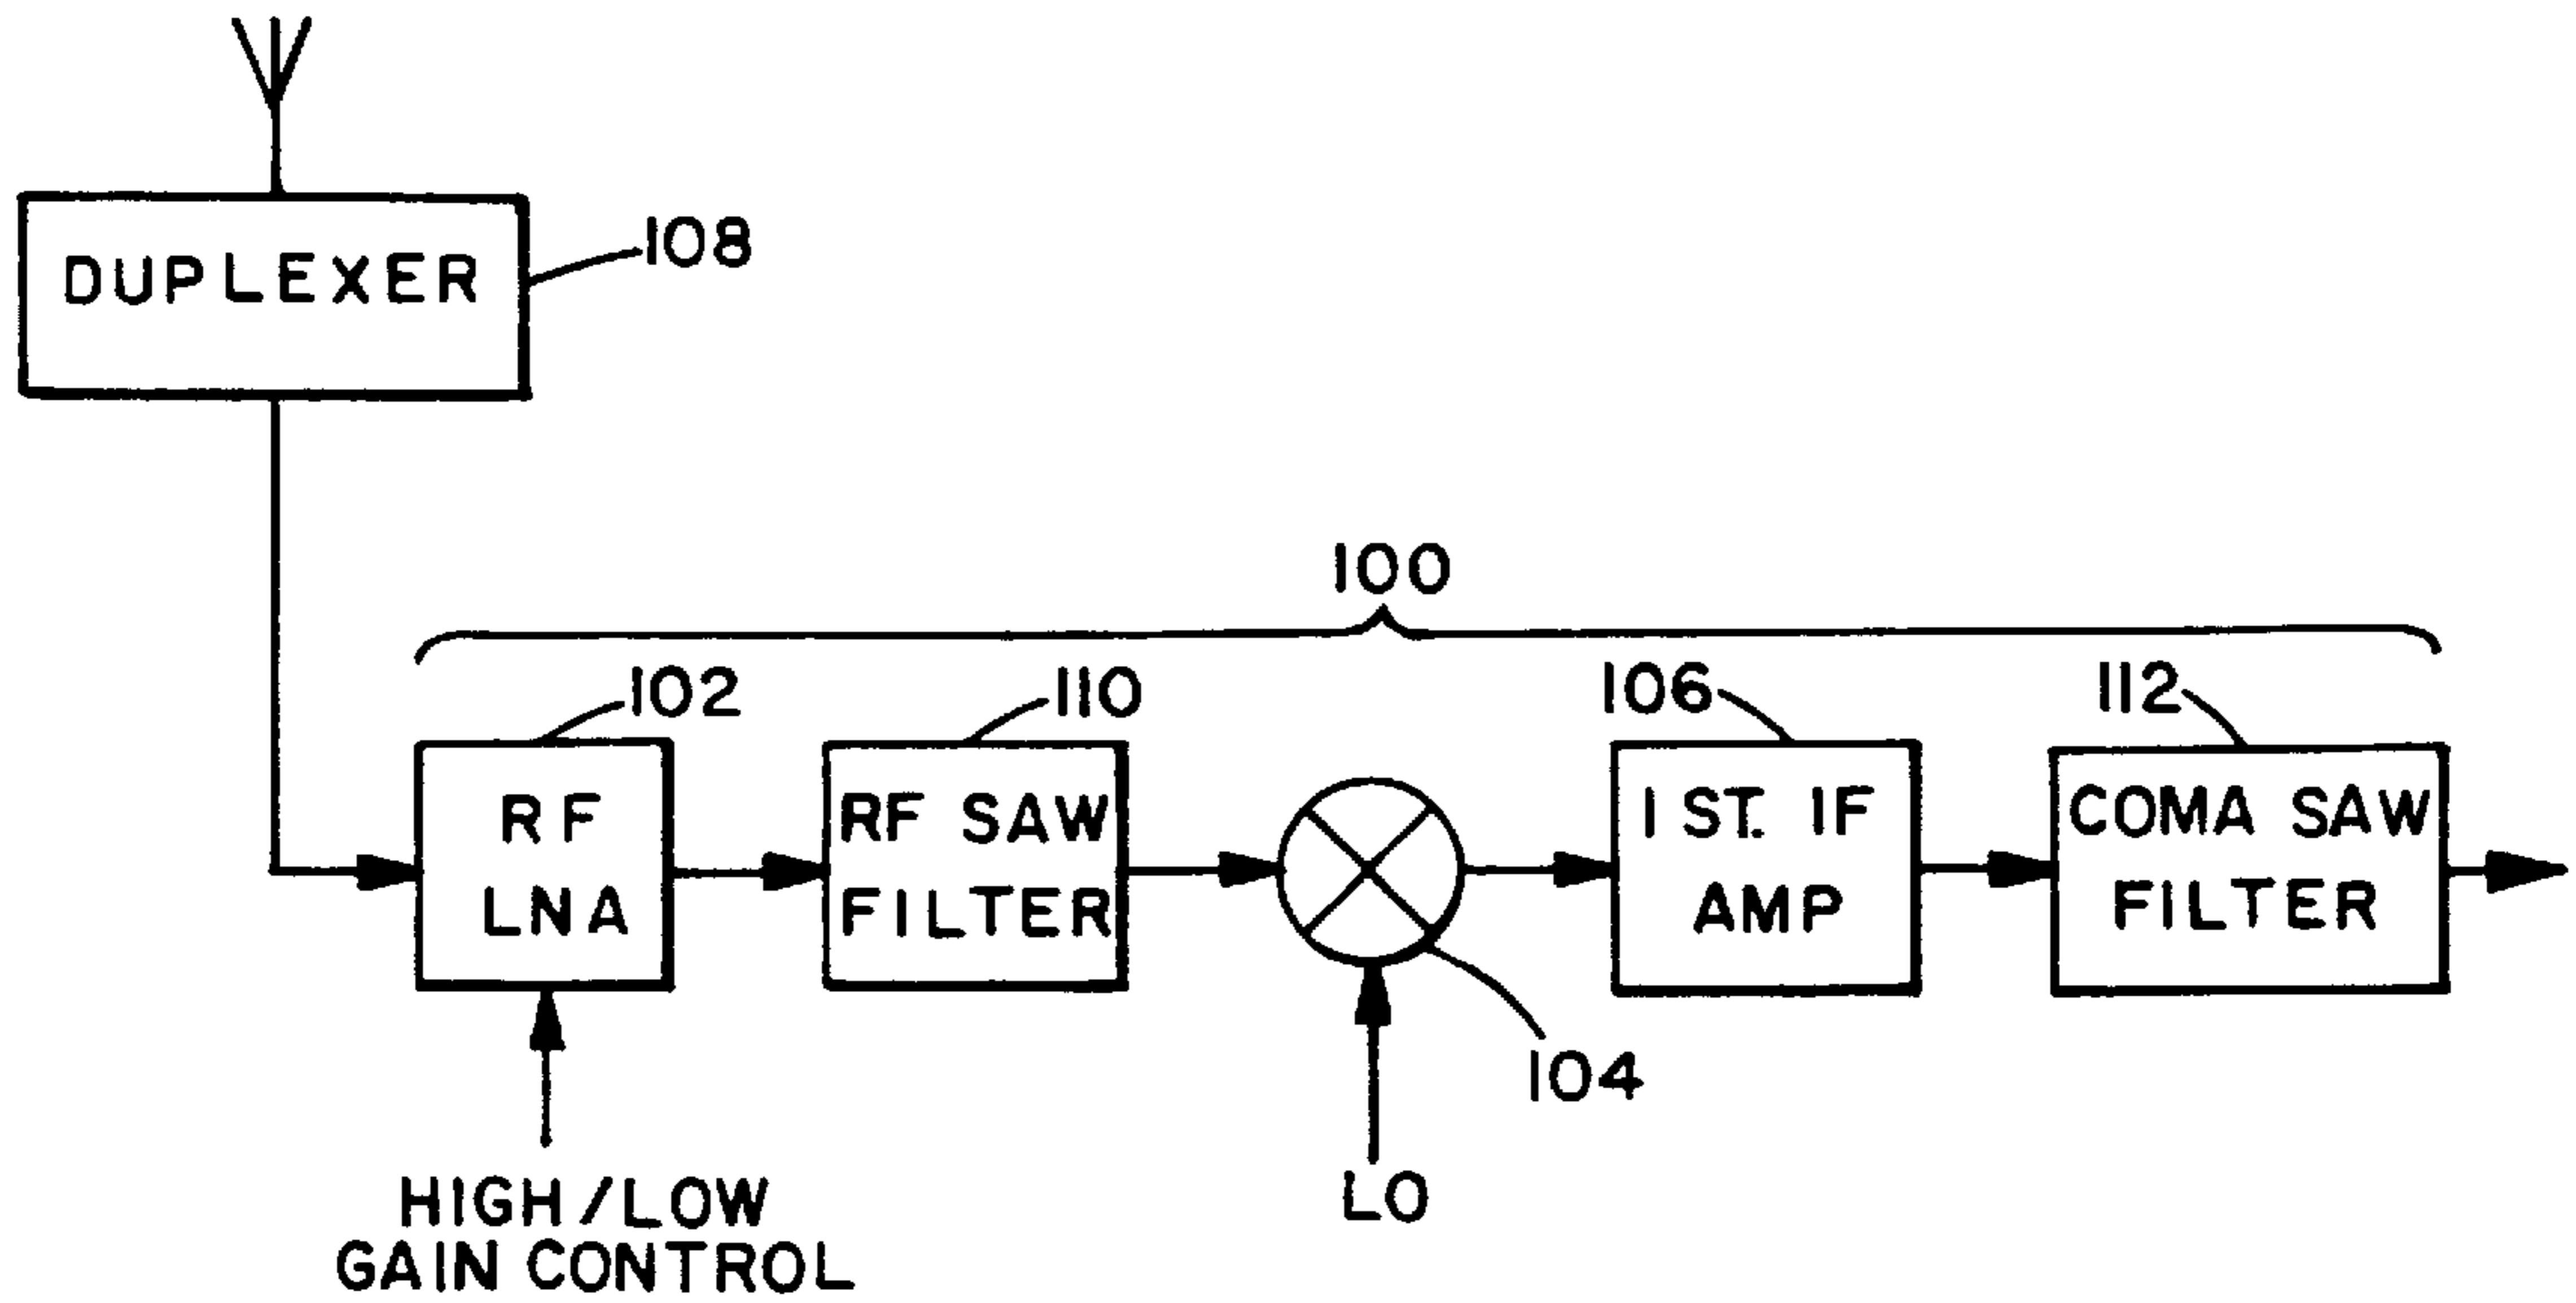 DUPLEXER
108
100
102
110
106
112
RF
LNA
RF SAW
FILTER
1 ST. IF
AMP
COMA SAW
FILTER
104
HIGH/LOW
GAIN CONTROL
LO